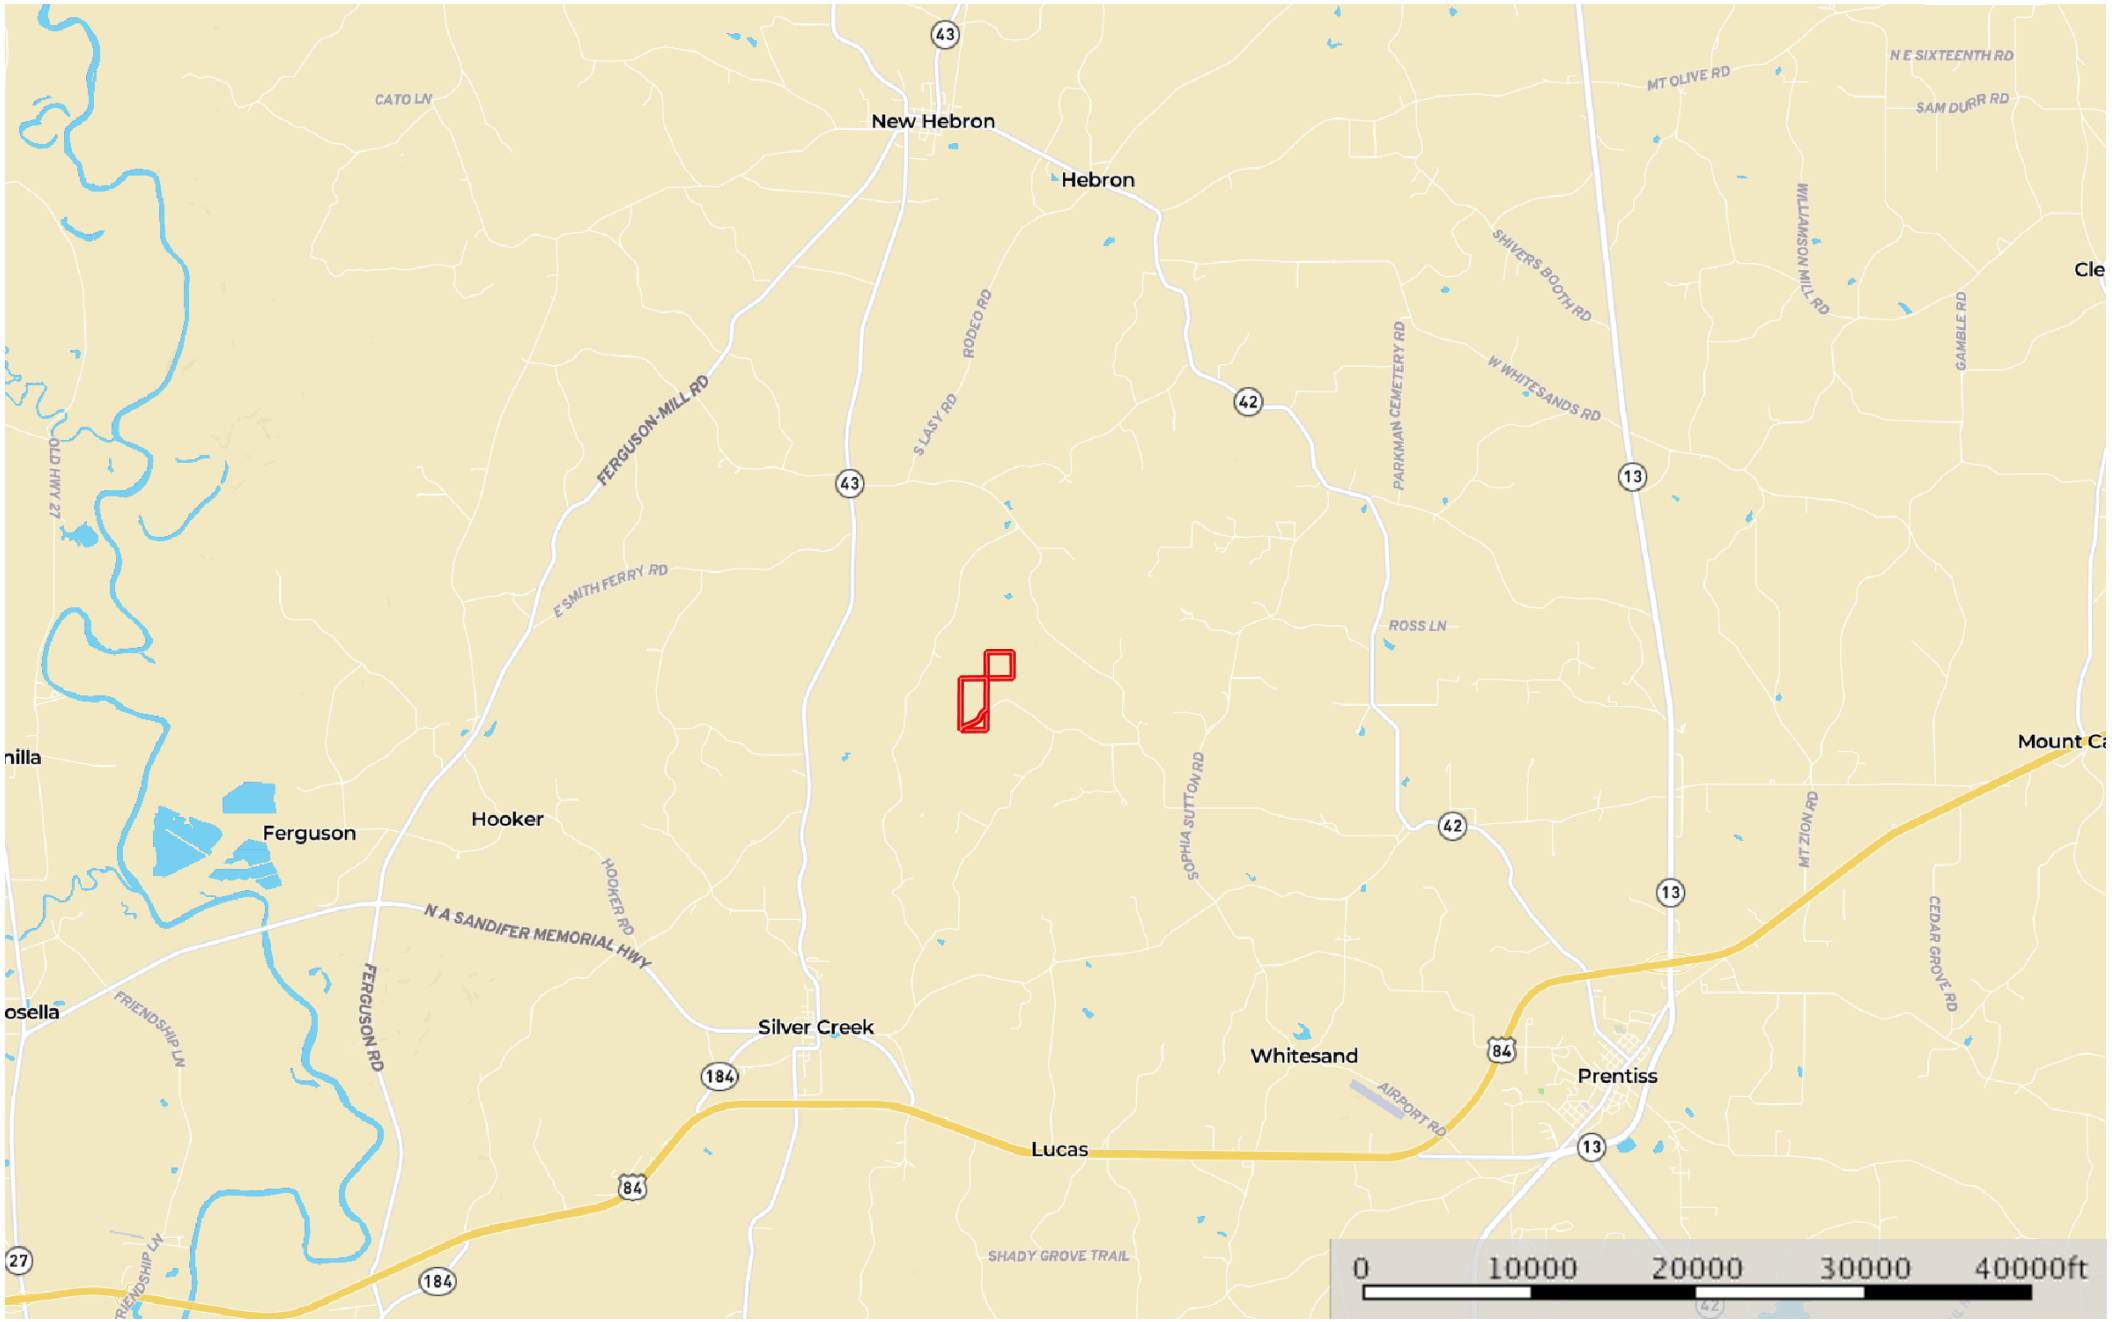 43
N E SIXTEENTH RD
MT OLIVE RD
CATO LN
SAM DURR RD
New Hebron
Hebron
WILLIAMSON MILL RD
SHIVERS BOOTH RD
Cle
RODEO RD
GAMBLE RD
PARKMAN CEMETERY RD
W WHITESANDS RD
FERGUSON-MILL RD
42
S LASY RD
OLD HWY 27
43
13
E SMITH FERRY RD
ROSS LN
nilla
Mount Ca
SOPHIA SUTTON RD
Hooker
Ferguson
42
MT ZION RD
HOOKER RD
13
CEDAR GROVE RD
N A SANDIFER MEMORIAL HWY
FERGUSON RD
osella
FRIENDSHIP LN
Silver Creek
Whitesand
84
184
Prentiss
AIRPORT RD
Lucas
13
84
27
FRIENDSHIP LN
184
SHADY GROVE TRAIL
0 10000 20000 30000 40000ft
42